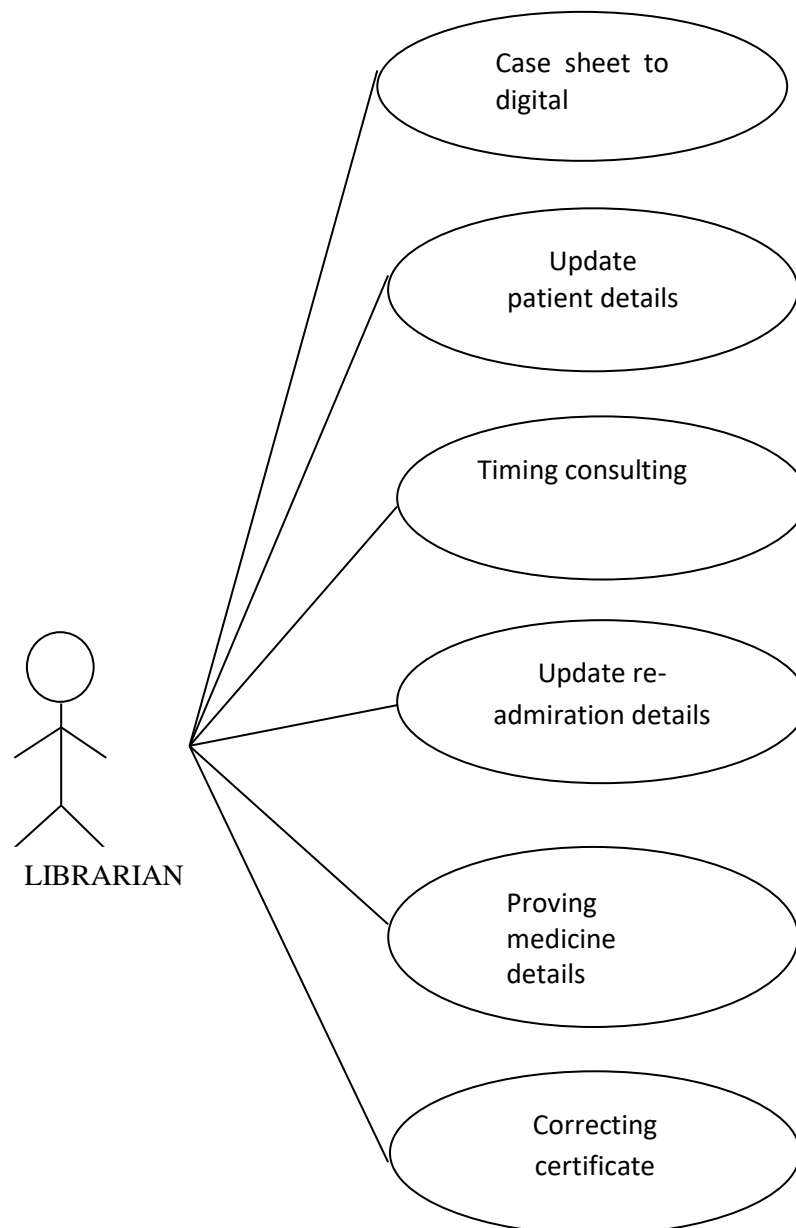 Case sheet to
digital
Update
patient details
Timing consulting
Update re-
admiration details
LIBRARIAN
Proving
medicine
details
Correcting
certificate